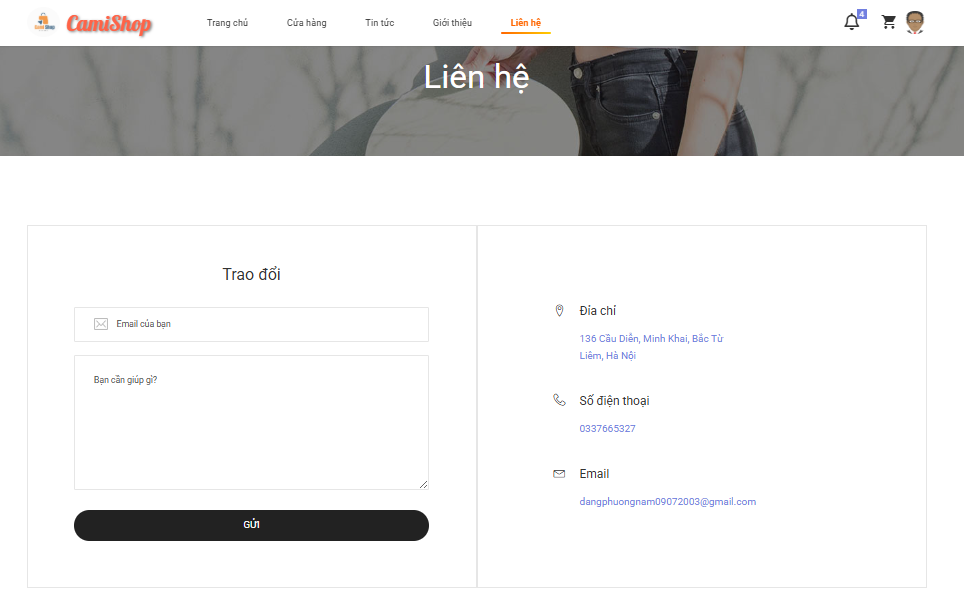 Cami Shop
CamiShop
Trang chủ
Cửa hàng
Tin tức
Giới thiệu
Liên hệ
4
Liên hệ
Trao đổi
Email của bạn
Bạn cần giúp gì?
GỬI
Địa chỉ
136 Cầu Diễn, Minh Khai, Bắc Từ
Liêm, Hà Nội
Số điện thoại
0337665327
Email
dangphuongnam09072003@gmail.com